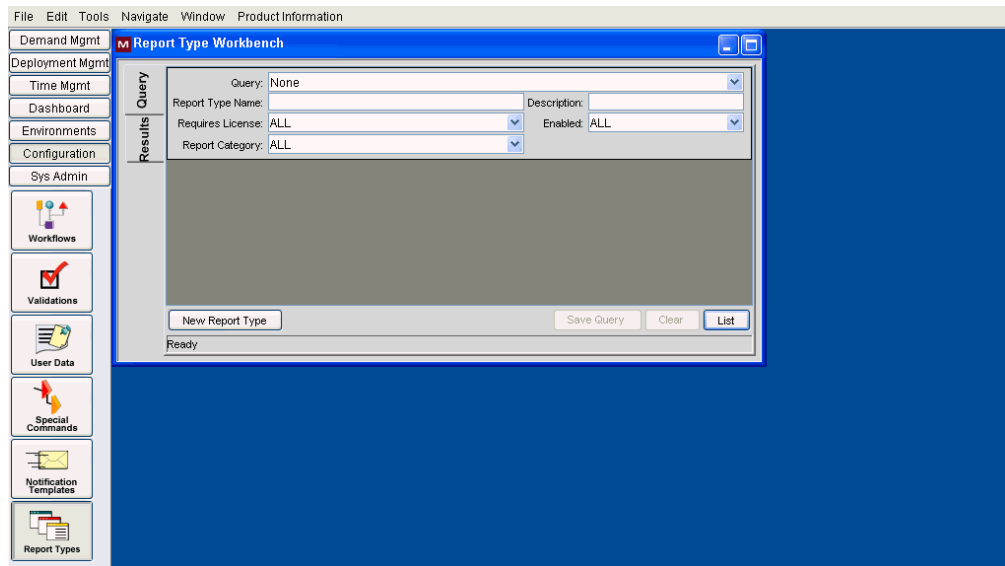 File Edit Tools Navigate Window Product Information
Demand Mgmt
Deployment Mgmt
Time Mgmt
Dashboard
Environments
Configuration
Sys Admin
Workflows
Validations
User Data
Special
Commands
Notification
Templates
Report Types
M Report Type Workbench
Query
Results
Query: None
Report Type Name: Description:
Requires License: ALL Enabled: ALL
Report Category: ALL
New Report Type Save Query Clear List
Ready